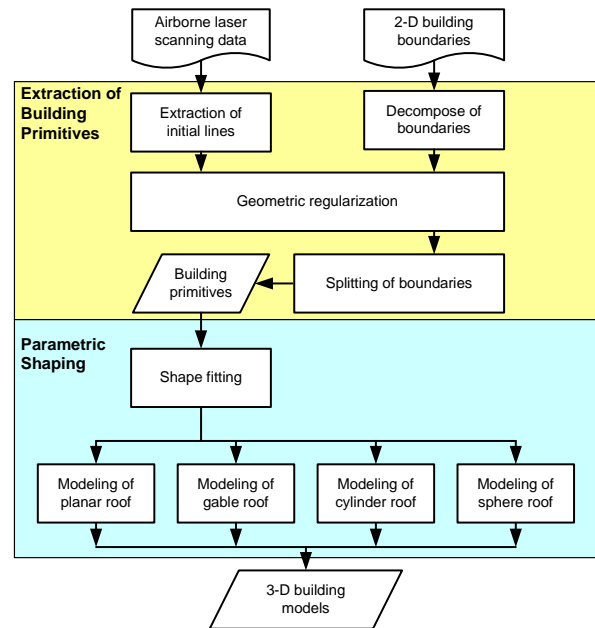 Airborne laser
scanning data
2-D building
boundaries
Extraction of
Building
Primitives
Extraction of
initial lines
Decompose of
boundaries
Geometric regularization
Building
primitives
Splitting of boundaries
Parametric
Shaping
Shape fitting
Modeling of
planar roof
Modeling of
gable roof
Modeling of
cylinder roof
Modeling of
sphere roof
3-D building
models